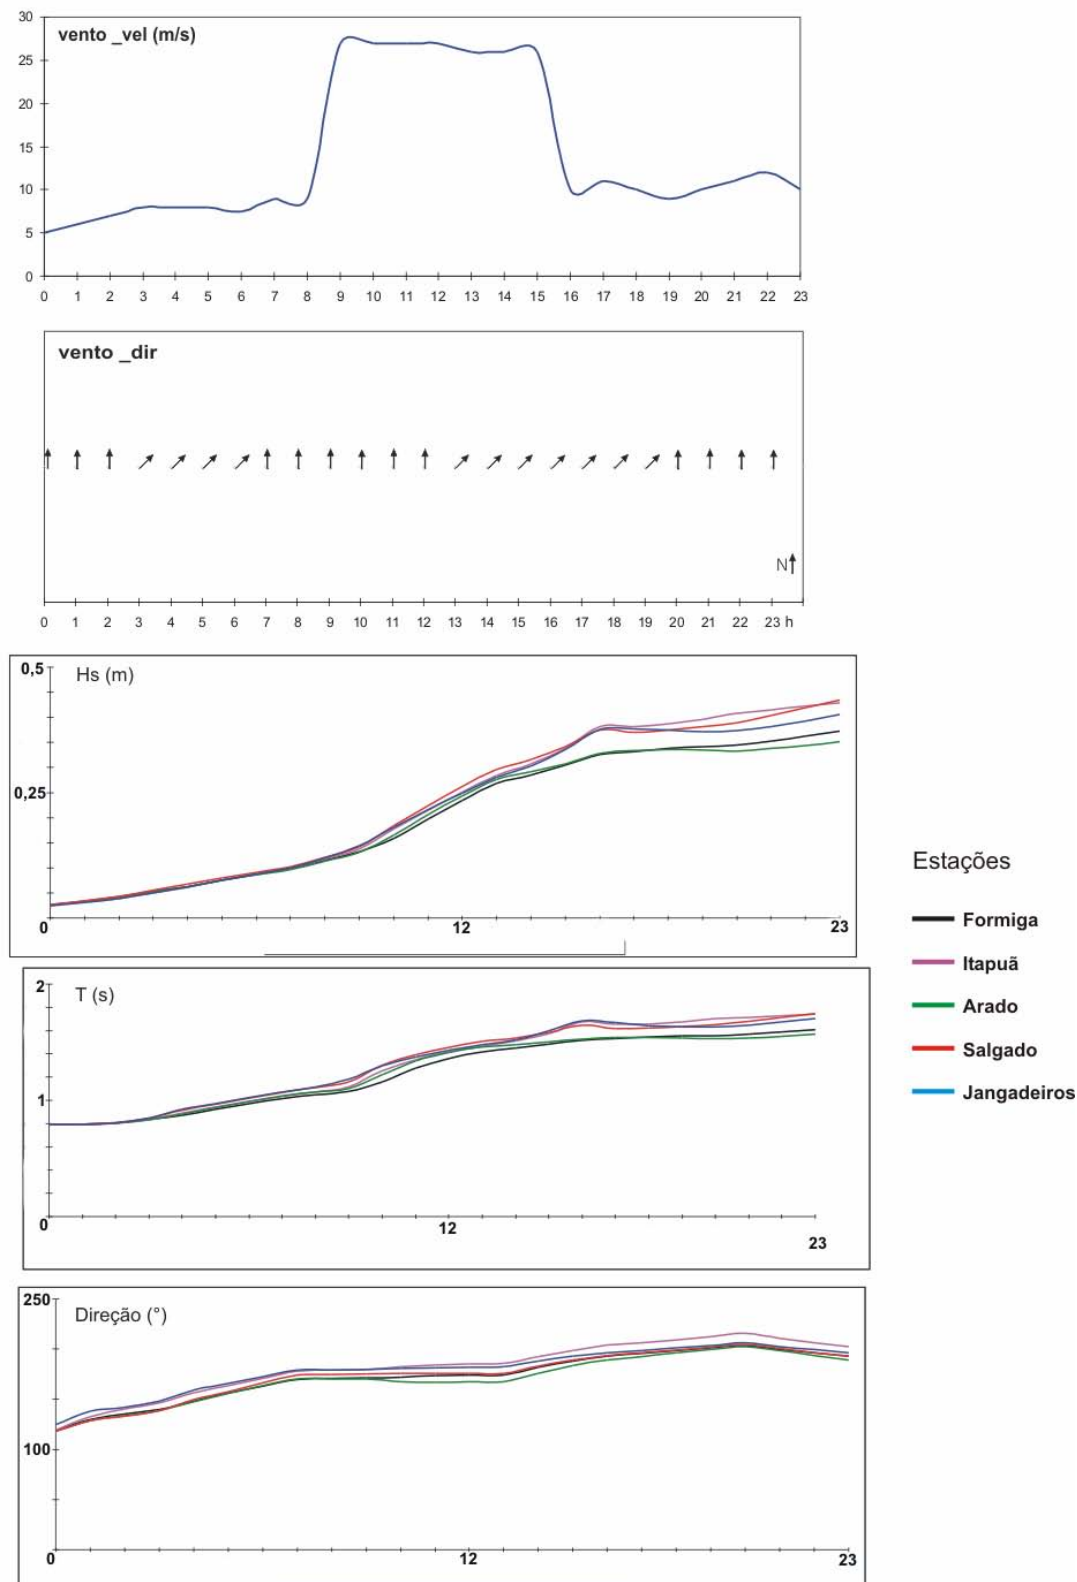 30
vento _vel (m/s)
25
20
15
10
5
0
0 1 2 3 4 5 6 7 8 9 10 11 12 13 14 15 16 17 18 19 20 21 22 23
vento _dir
N
0 1 2 3 4 5 6 7 8 9 10 11 12 13 14 15 16 17 18 19 20 21 22 23 h
0,5
Hs (m)
0,25
0 12 23
2
T (s)
1
0
12
23
250
Direção (°)
100
0 12 23
Estações
Formiga
Itapuã
Arado
Salgado
Jangadeiros